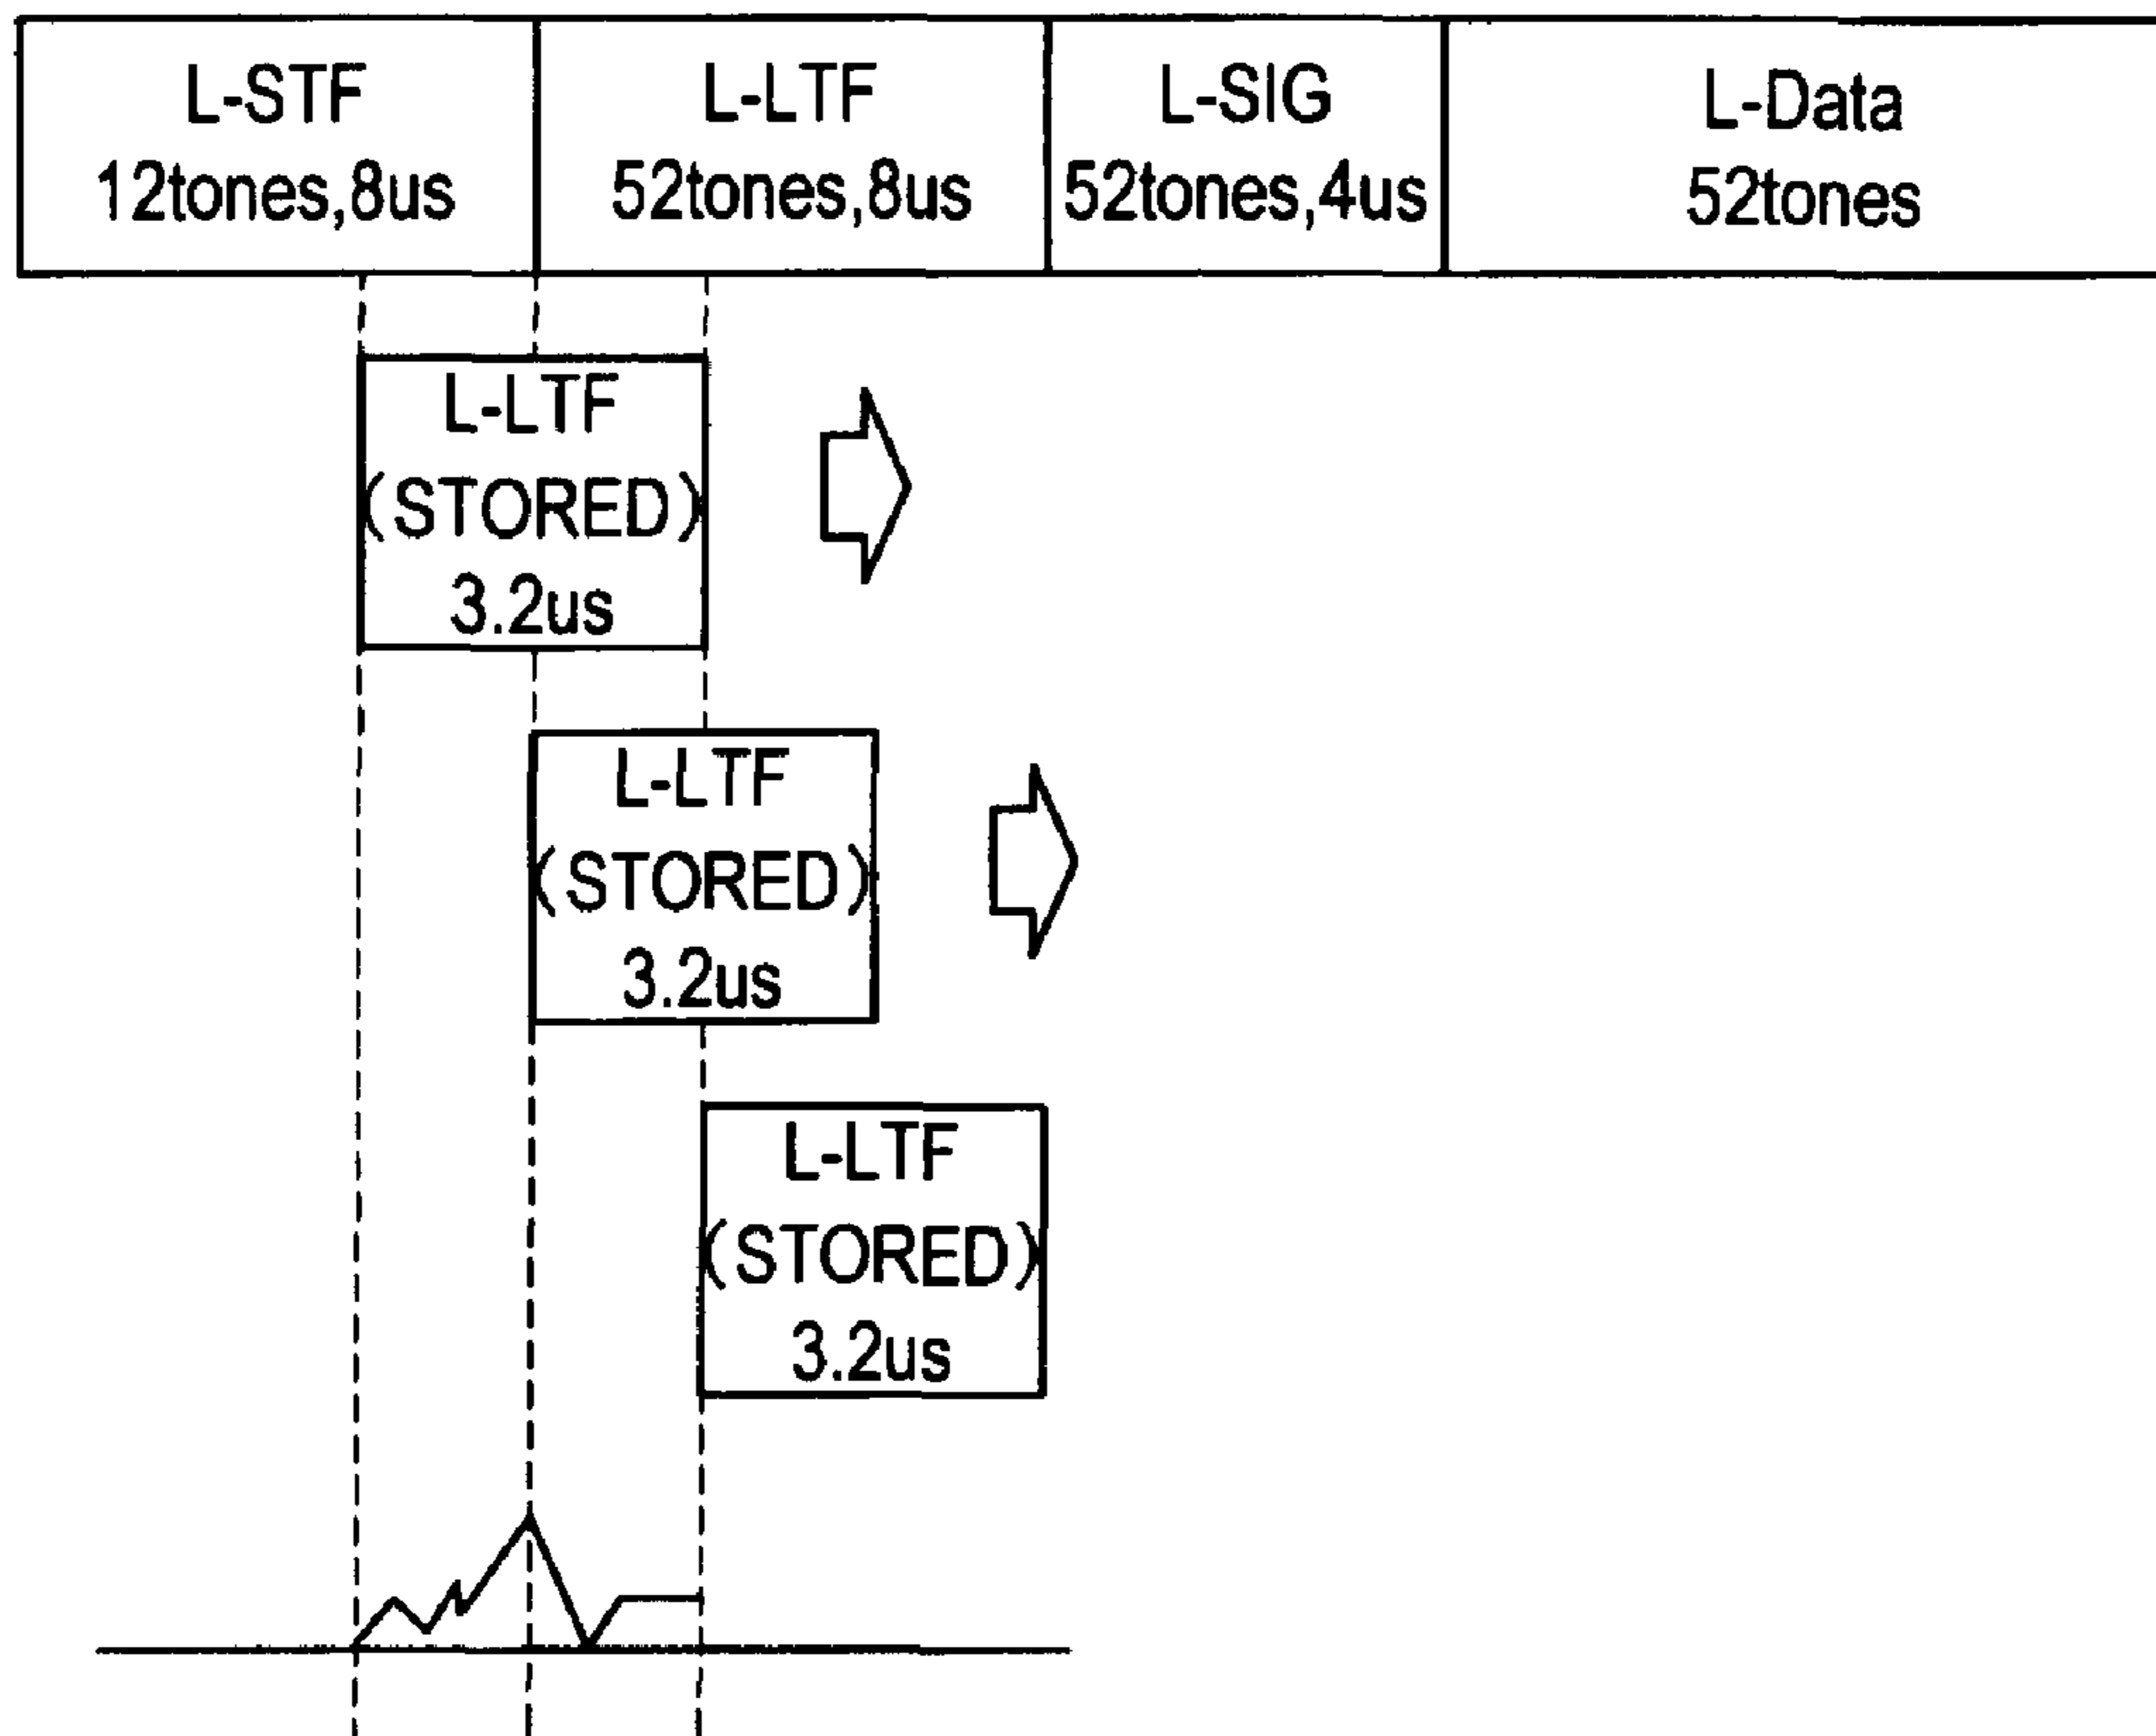 L-STF
12tones,8us
L-LTF
52tones,8us
L-SIG
52tones,4us
L-Data
52tones
L-LTF
(STORED)
3.2us
L-LTF
(STORED)
3.2us
L-LTF
(STORED)
3.2us